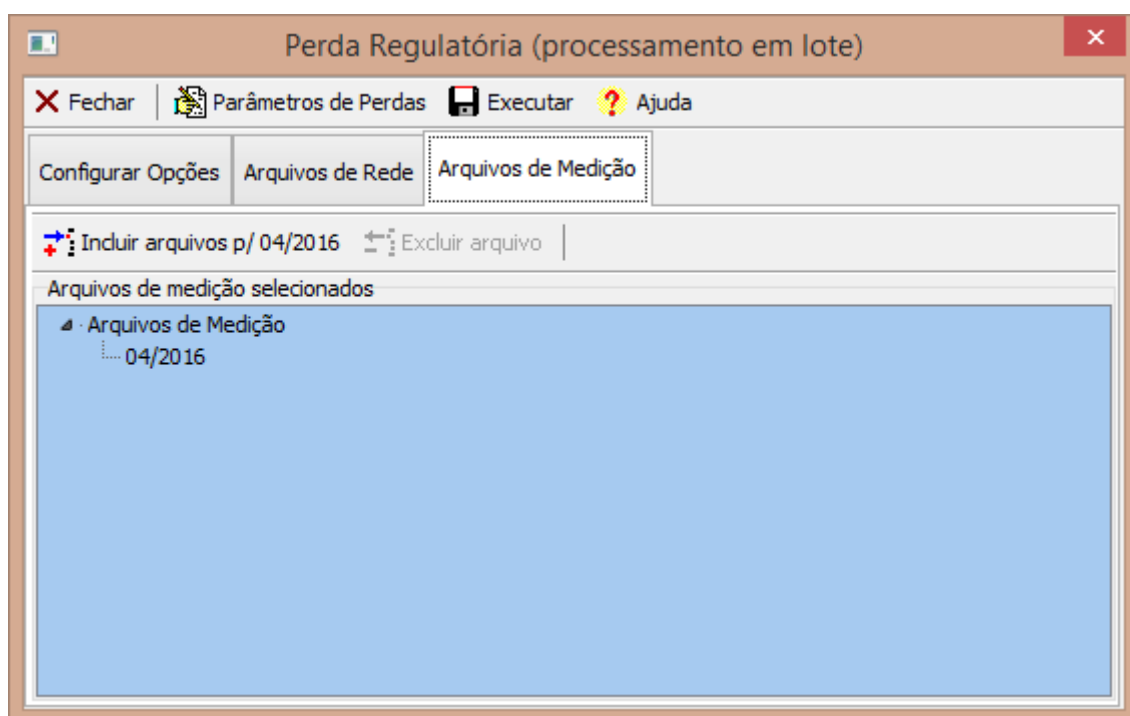 Perda Regulatória (processamento em lote)
Fechar Parâmetros de Perdas Executar Ajuda
Configurar Opções Arquivos de Rede Arquivos de Medição
Incluir arquivos p/ 04/2016 Excluir arquivo
Arquivos de medição selecionados
Arquivos de Medição
04/2016